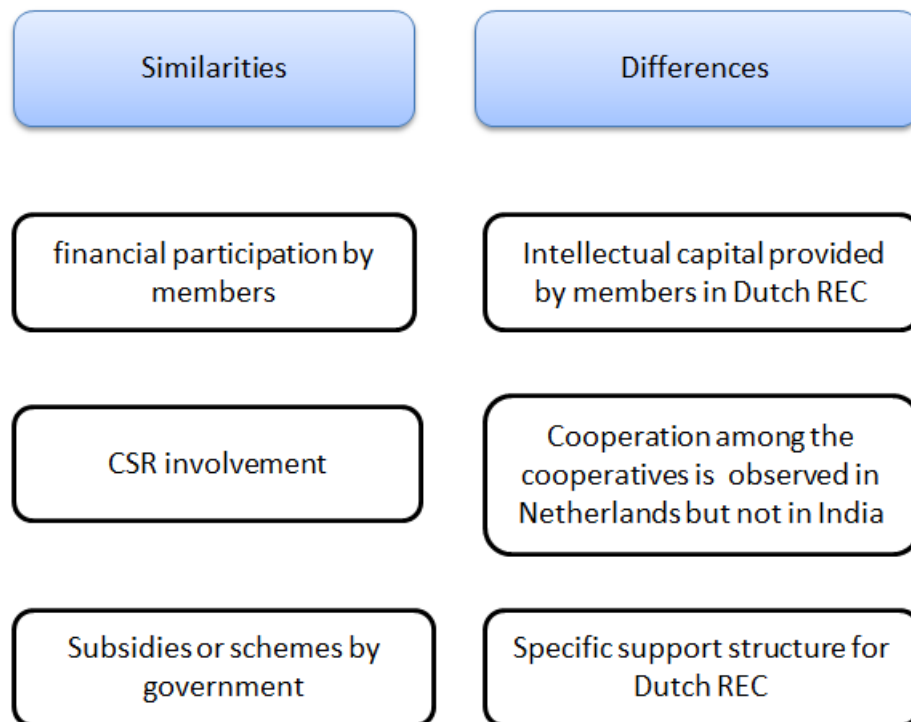 Similarities
Differences
financial participation by
members
Intellectual capital provided
by members in Dutch REC
CSR involvement
Cooperation among the
cooperatives is observed in
Netherlands but not in India
Subsidies or schemes by
government
Specific support structure for
Dutch REC